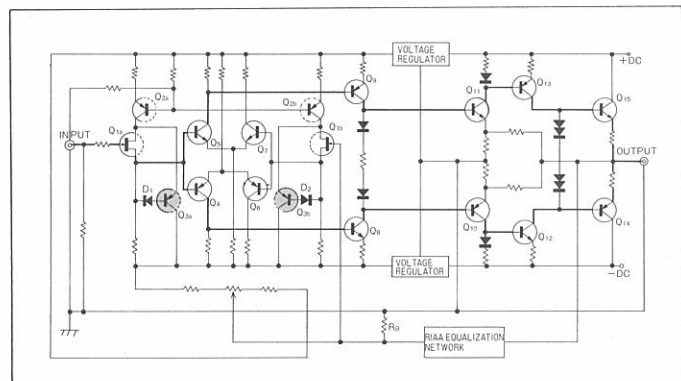 VOLTAGE
REGULATOR
+DC
Q9
Q11
Q13
Q15
Q2a
Q2b
Q1a
Q1b
Q5
Q7
INPUT
OUTPUT
D1
Q3a
Q4
Q6
D2
Q3b
Q8
Q10
Q12
Q14
VOLTAGE
REGULATOR
−DC
RB
RIAA EQUALIZATION
NETWORK